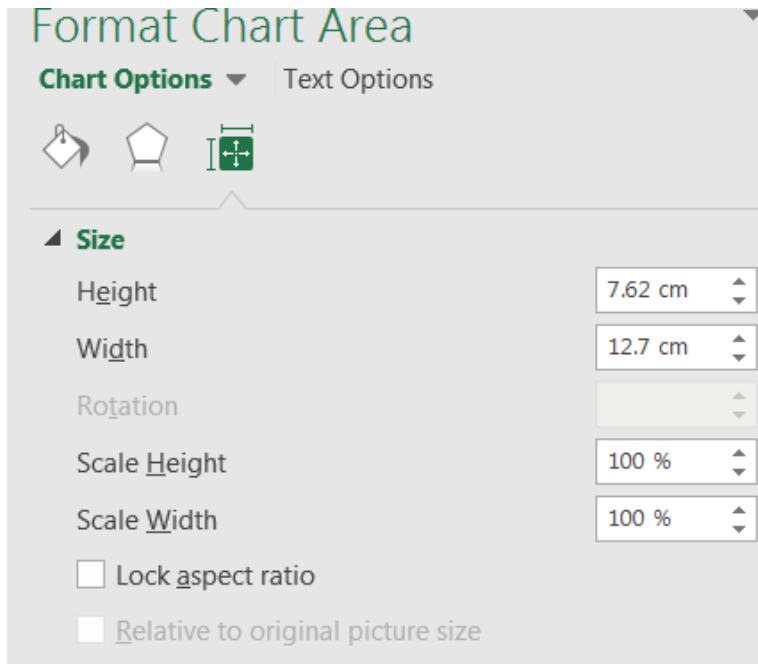 Format Chart Area
Chart Options Text Options
Size
Height 7.62 cm
Width 12.7 cm
Rotation
Scale Height 100 %
Scale Width 100 %
Lock aspect ratio
Relative to original picture size